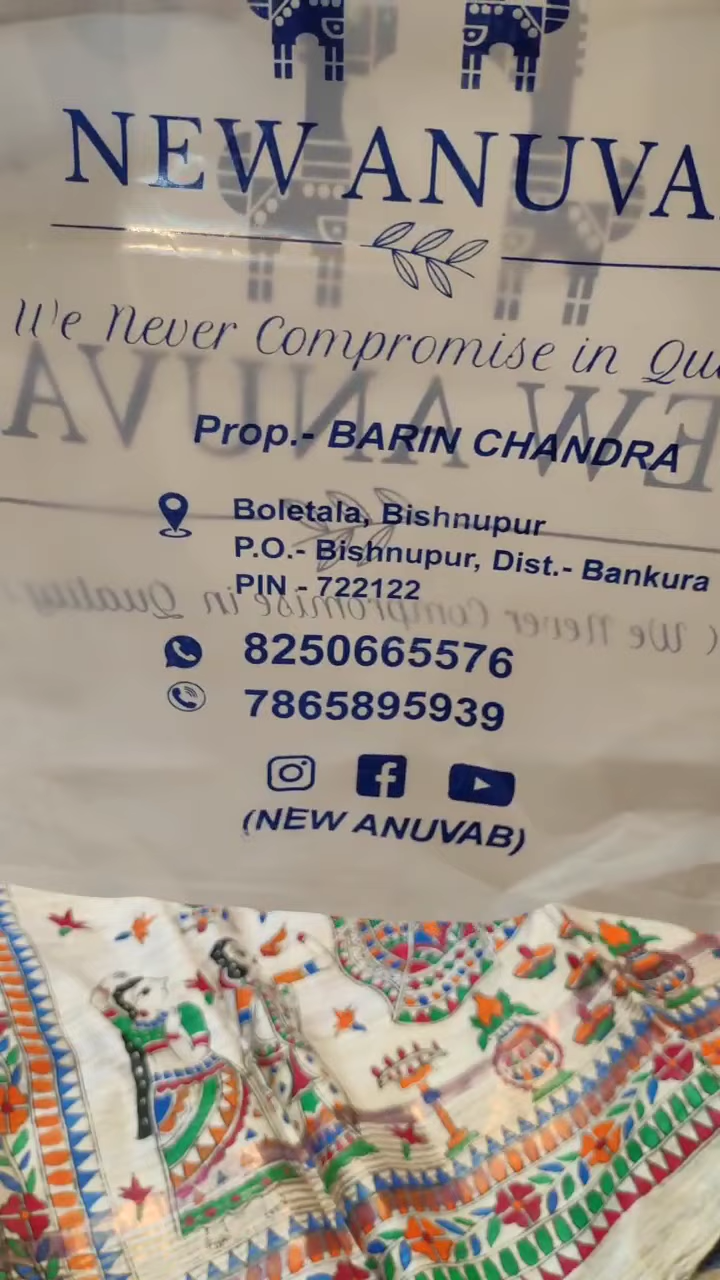 NEW ANUVA
We Never Compromise in Qu
Prop.- BARIN CHANDRA
Boletala, Bishnupur
P.O.- Bishnupur, Dist.- Bankura
PIN - 722122
8250665576
7865895939
(NEW ANUVAB)